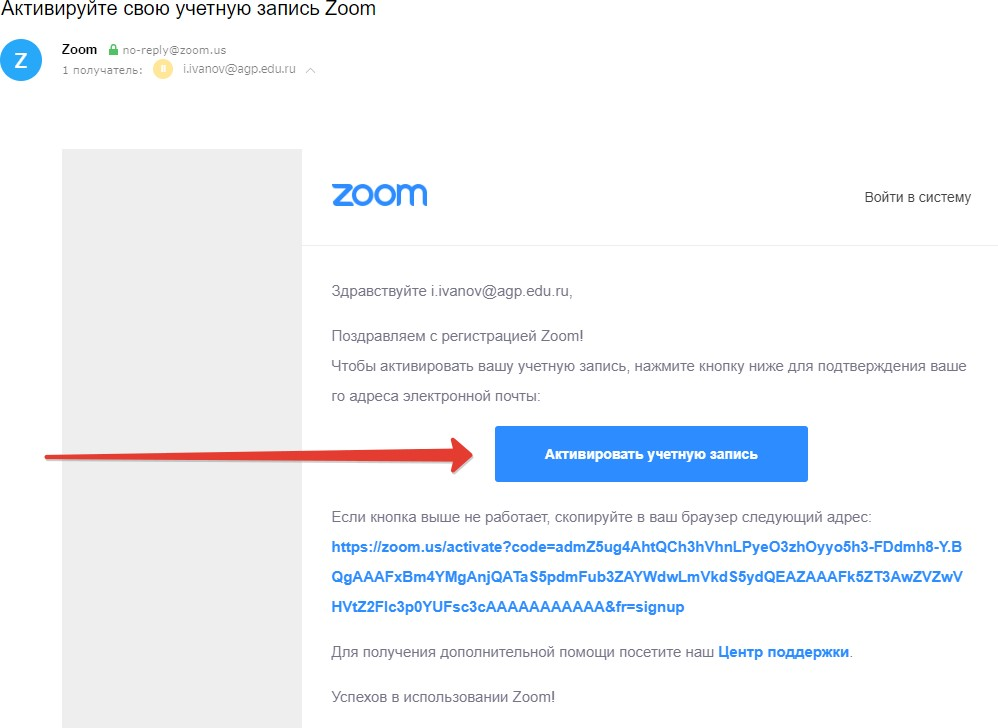 Активируйте свою учетную запись Zoom
Z
Zoom no-reply@zoom.us
1 получатель: i.ivanov@agp.edu.ru
zoom
Войти в систему
Здравствуйте i.ivanov@agp.edu.ru,
Поздравляем с регистрацией Zoom!
Чтобы активировать вашу учетную запись, нажмите кнопку ниже для подтверждения ваше
го адреса электронной почты:
Активировать учетную запись
Если кнопка выше не работает, скопируйте в ваш браузер следующий адрес:
https://zoom.us/activate?code=admZ5ug4AhtQCh3hVhnLPyeO3zhOyyo5h3-FDdmh8-Y.B
QgAAAFxBm4YMgAnjQATaS5pdmFub3ZAYWdwLmVkdS5ydQEAZAAAFk5ZT3AwZVZwV
HVtZ2Flc3p0YUFsc3cAAAAAAAAAAA&fr=signup
Для получения дополнительной помощи посетите наш Центр поддержки.
Успехов в использовании Zoom!